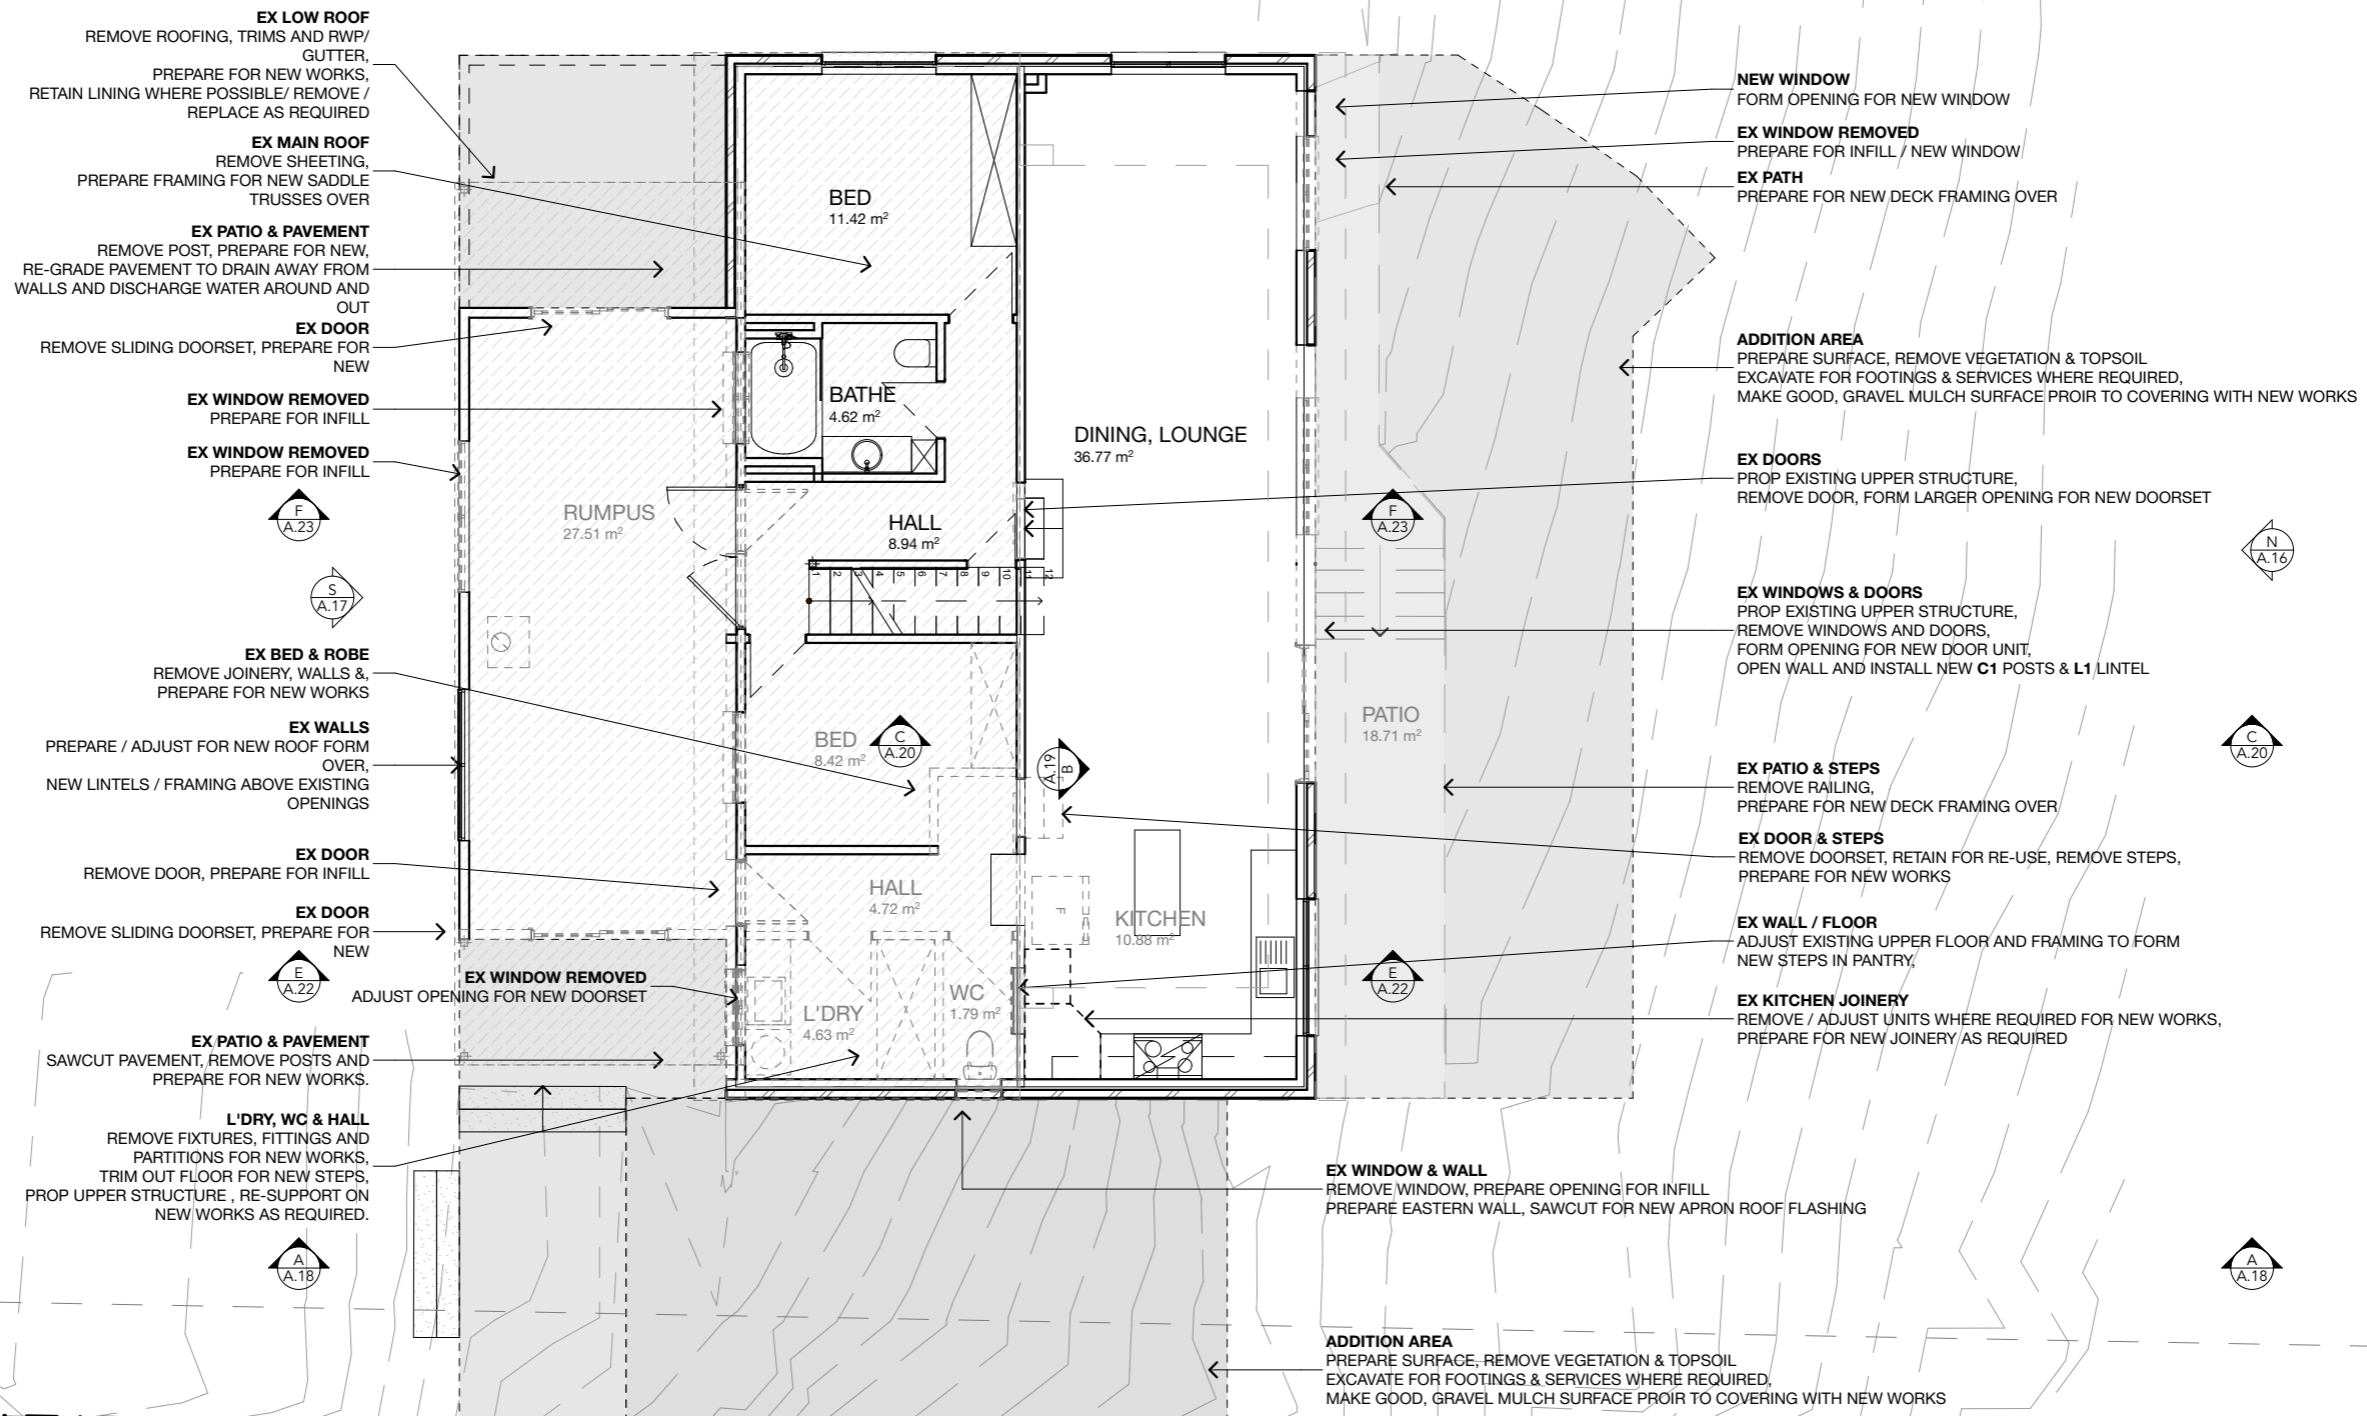 EX LOW ROOF
REMOVE ROOFING, TRIMS AND RWP/
GUTTER,
PREPARE FOR NEW WORKS,
RETAIN LINING WHERE POSSIBLE/ REMOVE /
REPLACE AS REQUIRED
EX MAIN ROOF
REMOVE SHEETING,
PREPARE FRAMING FOR NEW SADDLE
TRUSSES OVER
EX PATIO & PAVEMENT
REMOVE POST, PREPARE FOR NEW,
RE-GRADE PAVEMENT TO DRAIN AWAY FROM
WALLS AND DISCHARGE WATER AROUND AND
OUT
EX DOOR
REMOVE SLIDING DOORSET, PREPARE FOR
NEW
EX WINDOW REMOVED
PREPARE FOR INFILL
EX WINDOW REMOVED
PREPARE FOR INFILL
F
A.23
S
A.17
EX BED & ROBE
REMOVE JOINERY, WALLS &,
PREPARE FOR NEW WORKS
EX WALLS
PREPARE / ADJUST FOR NEW ROOF FORM
OVER,
NEW LINTELS / FRAMING ABOVE EXISTING
OPENINGS
EX DOOR
REMOVE DOOR, PREPARE FOR INFILL
EX DOOR
REMOVE SLIDING DOORSET, PREPARE FOR
NEW
E
A.22
EX WINDOW REMOVED
ADJUST OPENING FOR NEW DOORSET
EX PATIO & PAVEMENT
SAWCUT PAVEMENT, REMOVE POSTS AND
PREPARE FOR NEW WORKS.
L'DRY, WC & HALL
REMOVE FIXTURES, FITTINGS AND
PARTITIONS FOR NEW WORKS,
TRIM OUT FLOOR FOR NEW STEPS,
PROP UPPER STRUCTURE , RE-SUPPORT ON
NEW WORKS AS REQUIRED.
A
A.18
BED
11.42 m²
BATHE
4.62 m²
DINING, LOUNGE
36.77 m²
RUMPUS
27.51 m²
HALL
8.94 m²
1 2 3 4 5 6 7 8 9 10 11 12
BED
8.42 m²
C
A.20
A.19
B
HALL
4.72 m²
F
KITCHEN
10.88 m²
L'DRY
4.63 m²
WC
1.79 m²
F
A.23
PATIO
18.71 m²
E
A.22
NEW WINDOW
FORM OPENING FOR NEW WINDOW
EX WINDOW REMOVED
PREPARE FOR INFILL / NEW WINDOW
EX PATH
PREPARE FOR NEW DECK FRAMING OVER
ADDITION AREA
PREPARE SURFACE, REMOVE VEGETATION & TOPSOIL
EXCAVATE FOR FOOTINGS & SERVICES WHERE REQUIRED,
MAKE GOOD, GRAVEL MULCH SURFACE PROIR TO COVERING WITH NEW WORKS
EX DOORS
PROP EXISTING UPPER STRUCTURE,
REMOVE DOOR, FORM LARGER OPENING FOR NEW DOORSET
N
A.16
EX WINDOWS & DOORS
PROP EXISTING UPPER STRUCTURE,
REMOVE WINDOWS AND DOORS,
FORM OPENING FOR NEW DOOR UNIT,
OPEN WALL AND INSTALL NEW C1 POSTS & L1 LINTEL
C
A.20
EX PATIO & STEPS
REMOVE RAILING,
PREPARE FOR NEW DECK FRAMING OVER
EX DOOR & STEPS
REMOVE DOORSET, RETAIN FOR RE-USE, REMOVE STEPS,
PREPARE FOR NEW WORKS
EX WALL / FLOOR
ADJUST EXISTING UPPER FLOOR AND FRAMING TO FORM
NEW STEPS IN PANTRY,
EX KITCHEN JOINERY
REMOVE / ADJUST UNITS WHERE REQUIRED FOR NEW WORKS,
PREPARE FOR NEW JOINERY AS REQUIRED
EX WINDOW & WALL
REMOVE WINDOW, PREPARE OPENING FOR INFILL
PREPARE EASTERN WALL, SAWCUT FOR NEW APRON ROOF FLASHING
A
A.18
ADDITION AREA
PREPARE SURFACE, REMOVE VEGETATION & TOPSOIL
EXCAVATE FOR FOOTINGS & SERVICES WHERE REQUIRED,
MAKE GOOD, GRAVEL MULCH SURFACE PROIR TO COVERING WITH NEW WORKS